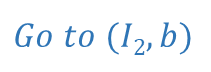 Go to (I₂, b)